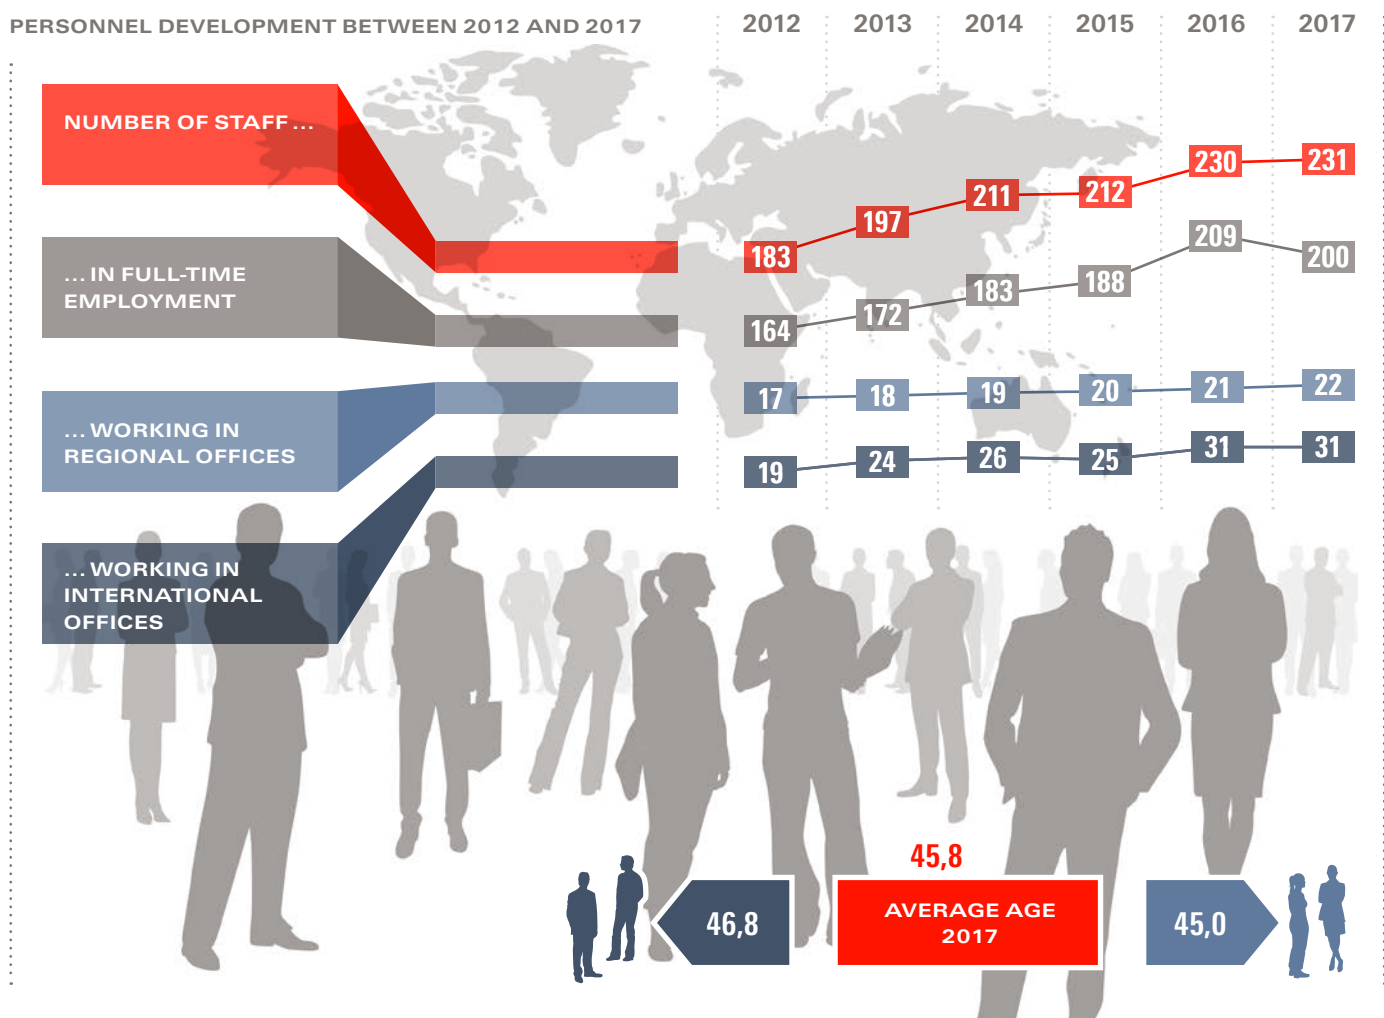 PERSONNEL DEVELOPMENT BETWEEN 2012 AND 2017
2012 2013 2014 2015 2016 2017
NUMBER OF STAFF ...
183 197 211 212 230 231
... IN FULL-TIME
EMPLOYMENT
164 172 183 188 209 200
... WORKING IN
REGIONAL OFFICES
17 18 19 20 21 22
... WORKING IN
INTERNATIONAL
OFFICES
19 24 26 25 31 31
45,8
46,8
AVERAGE AGE
2017
45,0